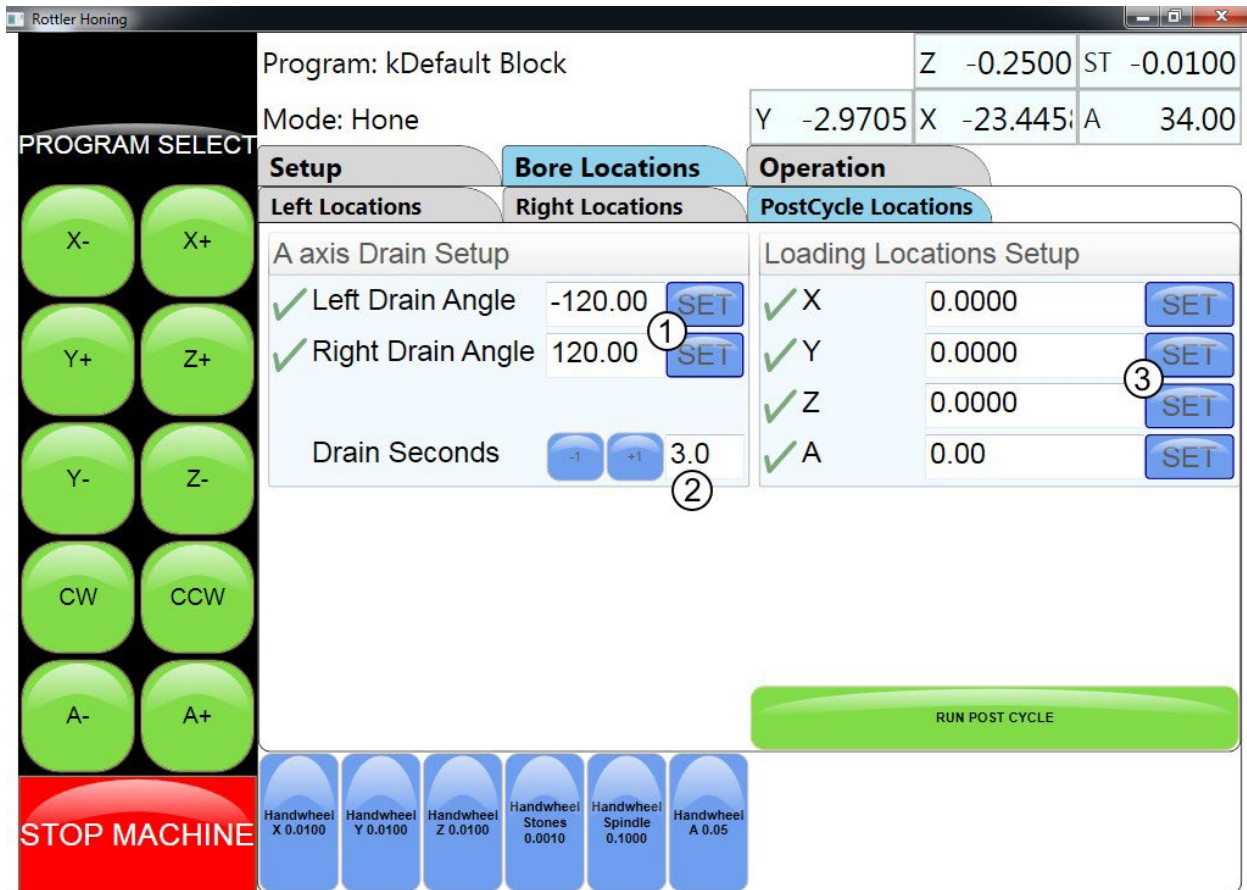 Rottler Honing
Program: kDefault Block
Z -0.2500 ST -0.0100
Mode: Hone
Y -2.9705 X -23.445 A 34.00
PROGRAM SELECT
Setup Bore Locations Operation
Left Locations Right Locations PostCycle Locations
X- X+
Y+ Z+
Y- Z-
CW CCW
A- A+
STOP MACHINE
A axis Drain Setup
Left Drain Angle -120.00 SET
1
Right Drain Angle 120.00 SET
Drain Seconds -1 +1 3.0
2
Loading Locations Setup
X 0.0000 SET
Y 0.0000 SET
3
Z 0.0000 SET
A 0.00 SET
RUN POST CYCLE
Handwheel
X 0.0100
Handwheel
Y 0.0100
Handwheel
Z 0.0100
Handwheel
Stones
0.0010
Handwheel
Spindle
0.1000
Handwheel
A 0.05